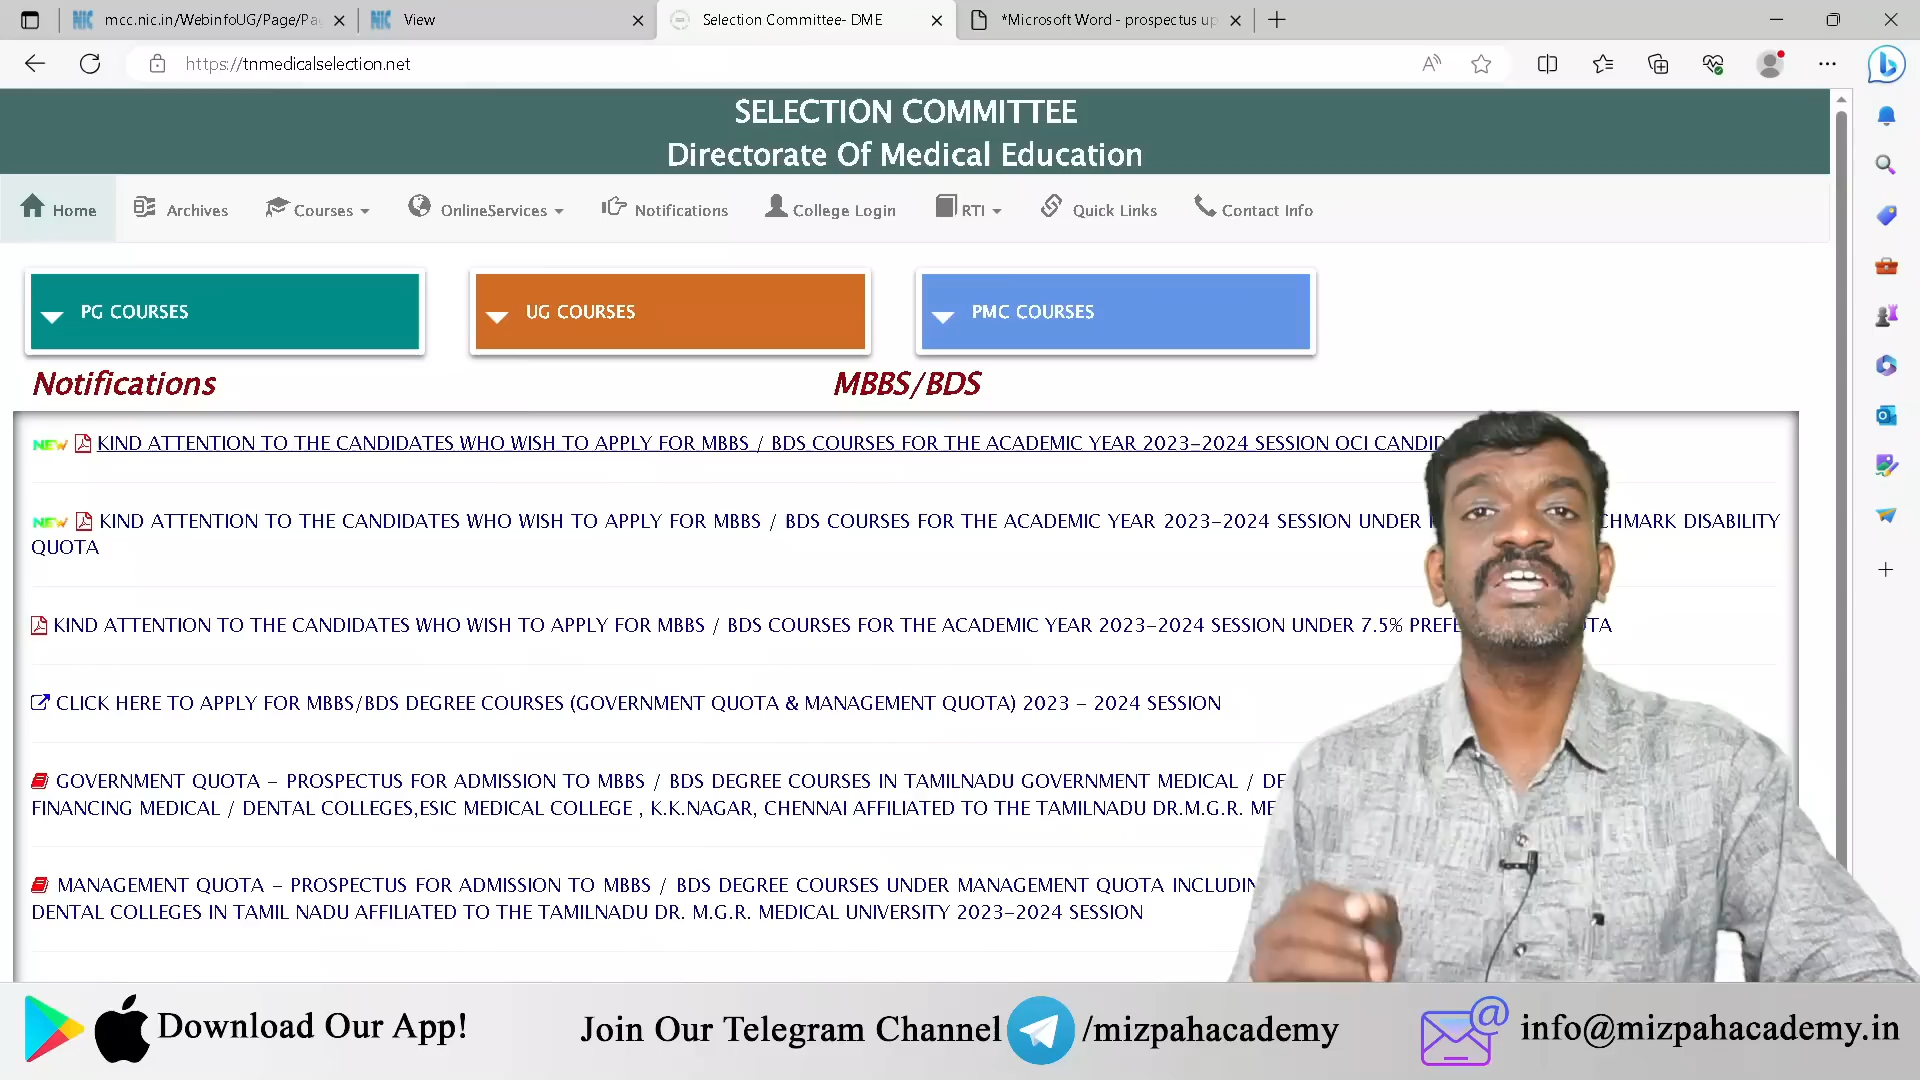 mcc.nic.in/WebinfoUG/Page/Pa
View
Selection Committee- DME
*Microsoft Word - prospectus up
https://tnmedicalselection.net
SELECTION COMMITTEE
Directorate Of Medical Education
Home
Archives
Courses
OnlineServices
Notifications
College Login
RTI
Quick Links
Contact Info
PG COURSES
UG COURSES
PMC COURSES
Notifications
MBBS/BDS
NEW KIND ATTENTION TO THE CANDIDATES WHO WISH TO APPLY FOR MBBS / BDS COURSES FOR THE ACADEMIC YEAR 2023-2024 SESSION OCI
NEW KIND ATTENTION TO THE CANDIDATES WHO WISH TO APPLY FOR MBBS / BDS COURSES FOR THE ACADEMIC YEAR 2023-2024 SESSION UNDER DISABILITY
QUOTA
KIND ATTENTION TO THE CANDIDATES WHO WISH TO APPLY FOR MBBS / BDS COURSES FOR THE ACADEMIC YEAR 2023-2024 SESSION UNDER 7.5%
CLICK HERE TO APPLY FOR MBBS/BDS DEGREE COURSES (GOVERNMENT QUOTA & MANAGEMENT QUOTA) 2023 - 2024 SESSION
GOVERNMENT QUOTA - PROSPECTUS FOR ADMISSION TO MBBS / BDS DEGREE COURSES IN TAMILNADU GOVERNMENT MEDICAL /
FINANCING MEDICAL / DENTAL COLLEGES,ESIC MEDICAL COLLEGE , K.K.NAGAR, CHENNAI AFFILIATED TO THE TAMILNADU DR.M.G.R.
MANAGEMENT QUOTA - PROSPECTUS FOR ADMISSION TO MBBS / BDS DEGREE COURSES UNDER MANAGEMENT QUOTA
DENTAL COLLEGES IN TAMIL NADU AFFILIATED TO THE TAMILNADU DR. M.G.R. MEDICAL UNIVERSITY 2023-2024 SESSION
Download Our App!
Join Our Telegram Channel /mizpahacademy
info@mizpahacademy.in